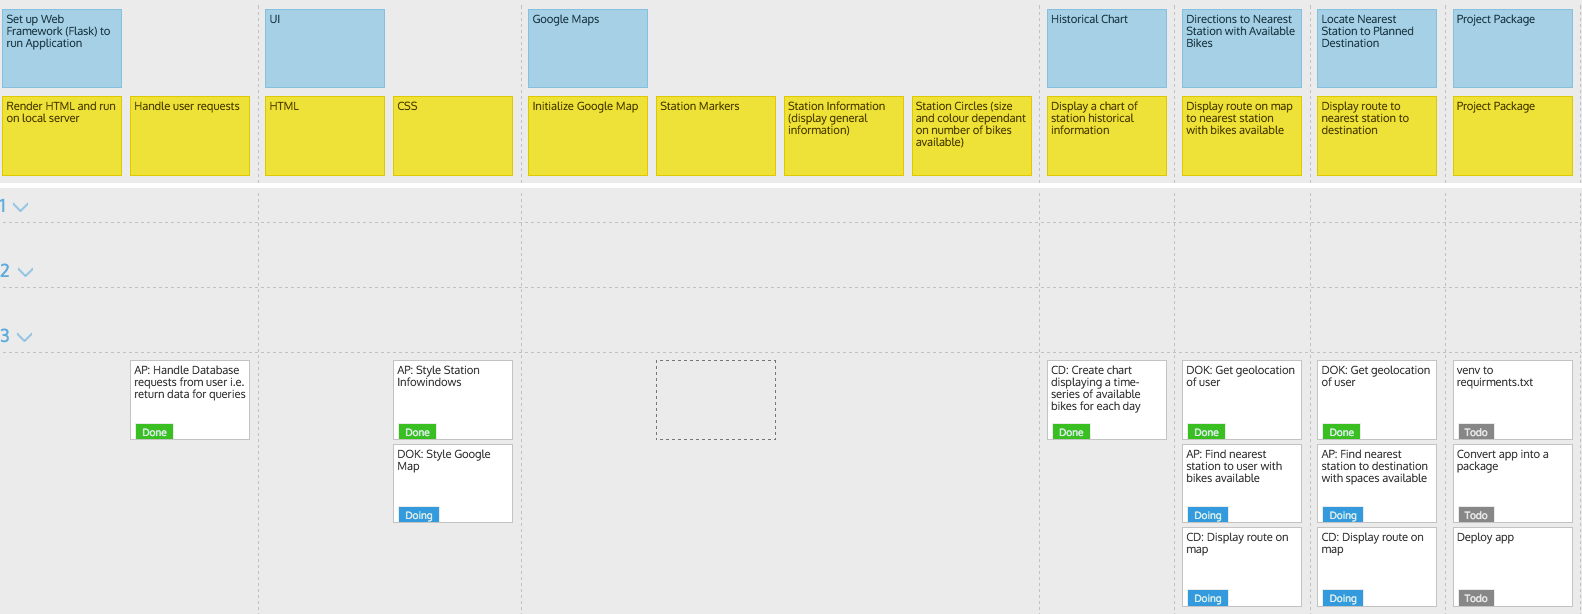 Set up Web
Framework (Flask) to
run Application
UI
Google Maps
Historical Chart
Directions to Nearest
Station with Available
Bikes
Locate Nearest
Station to Planned
Destination
Project Package
Render HTML and run
on local server
Handle user requests
HTML
CSS
Initialize Google Map
Station Markers
Station Information
(display general
information)
Station Circles (size
and colour dependant
on number of bikes
available)
Display a chart of
station historical
information
Display route on map
to nearest station
with bikes available
Display route to
nearest station to
destination
Project Package
1
2
3
AP: Handle Database
requests from user i.e.
return data for queries
Done
AP: Style Station
Infowindows
Done
DOK: Style Google
Map
Doing
CD: Create chart
displaying a time-
series of available
bikes for each day
Done
DOK: Get geolocation
of user
Done
AP: Find nearest
station to user with
bikes available
Doing
CD: Display route on
map
Doing
DOK: Get geolocation
of user
Done
AP: Find nearest
station to destination
with spaces available
Doing
CD: Display route on
map
Doing
venv to
requirments.txt
Todo
Convert app into a
package
Todo
Deploy app
Todo